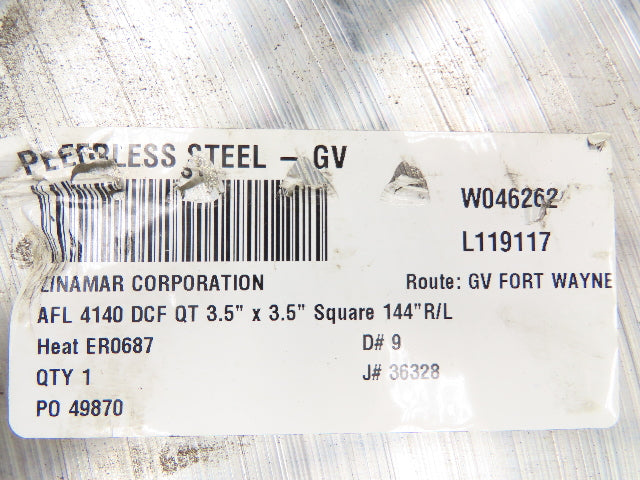 PEERLESS STEEL – GV
W046262
L119117
LINAMAR CORPORATION
Route: GV FORT WAYNE
AFL 4140 DCF QT 3.5" x 3.5" Square 144"R/L
Heat ER0687
D# 9
QTY 1
J# 36328
PO 49870